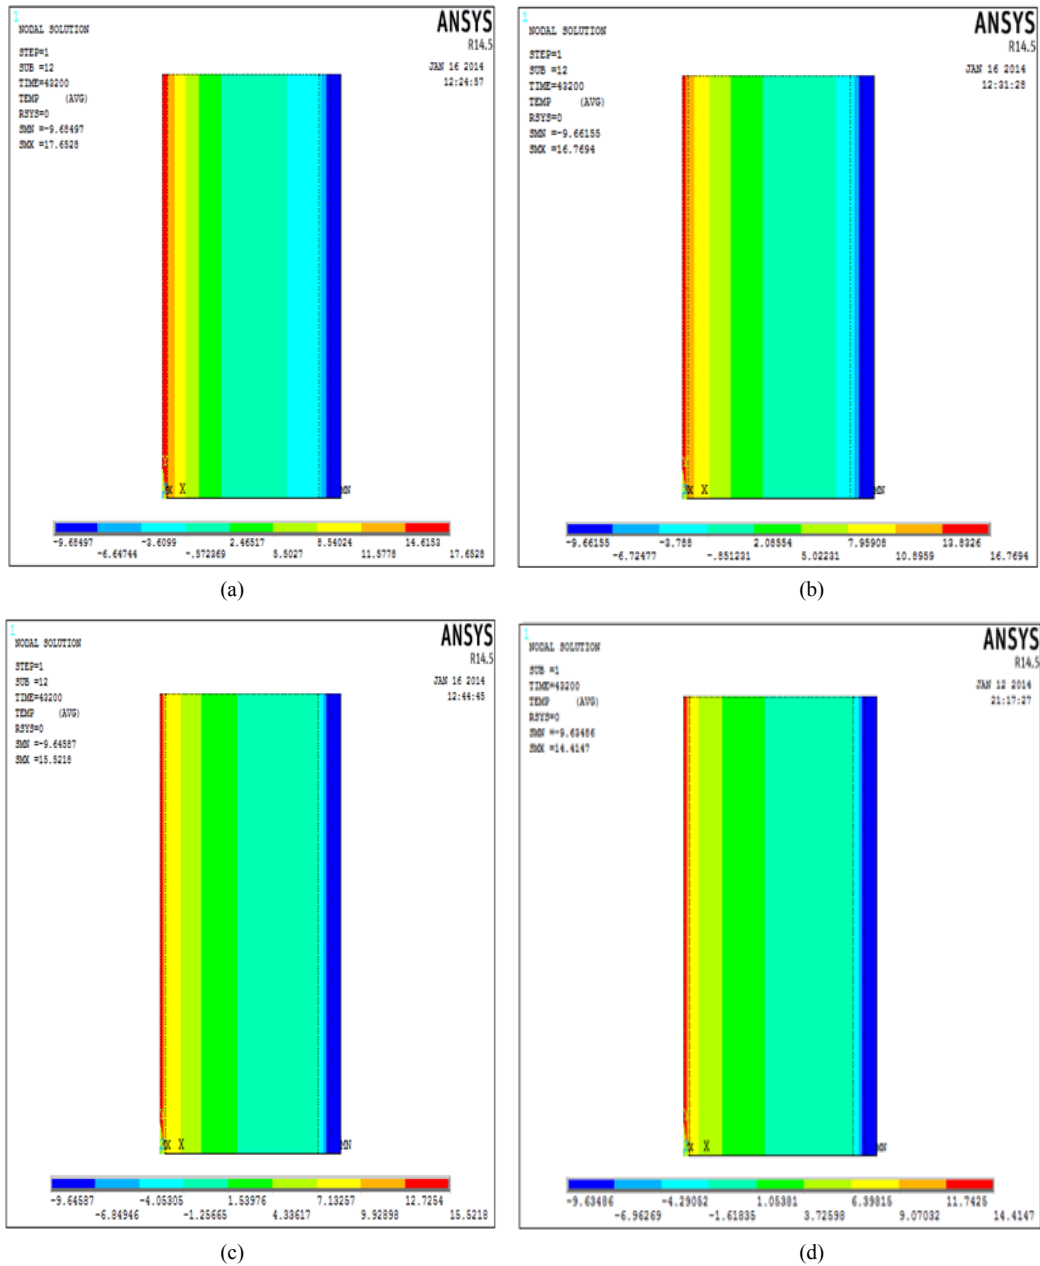 1
NODAL SOLUTION
STEP=1
SUB =12
TIME=43200
TEMP (AVG)
RSYS=0
SMN =-9.68497
SMX =17.6528
ANSYS
R14.5
JAN 16 2014
12:24:57
X X
MN
-9.68497 -3.6099 2.46517 8.54024 14.6153
-6.64744 -.572369 5.5027 11.5778 17.6528
(a)
1
NODAL SOLUTION
STEP=1
SUB =12
TIME=43200
TEMP (AVG)
RSYS=0
SMN =-9.66155
SMX =16.7694
ANSYS
R14.5
JAN 16 2014
12:31:28
X X
MN
-9.66155 -3.788 2.08554 7.95908 13.8326
-6.72477 -.851231 5.02231 10.8959 16.7694
(b)
1
NODAL SOLUTION
STEP=1
SUB =12
TIME=43200
TEMP (AVG)
RSYS=0
SMN =-9.64587
SMX =15.5218
ANSYS
R14.5
JAN 16 2014
12:44:45
X X
MN
-9.64587 -4.05305 1.53976 7.13257 12.7254
-6.84946 -1.25665 4.33617 9.92898 15.5218
(c)
1
NODAL SOLUTION
SUB =1
TIME=43200
TEMP (AVG)
RSYS=0
SMN =-9.63486
SMX =14.4147
ANSYS
R14.5
JAN 12 2014
21:17:27
X X
MN
-9.63486 -4.29052 1.05381 6.39815 11.7425
-6.96269 -1.61835 3.72598 9.07032 14.4147
(d)